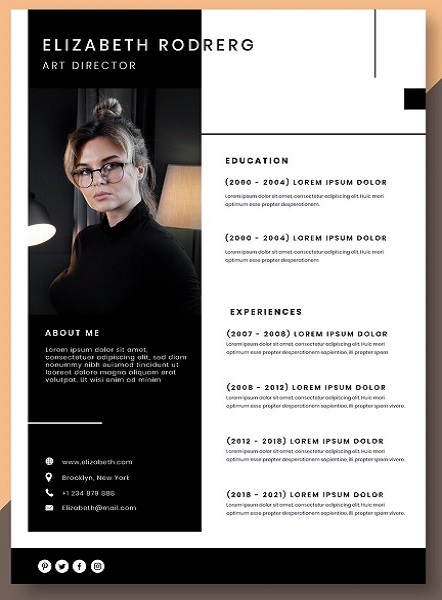 ELIZABETH RODRERG
ART DIRECTOR
EDUCATION
(2000 - 2004) LOREM IPSUM DOLOR
Lorem ipsum dolor sit amet, consectetur adipiscing elit. Huic mori
optimum esse propter desperationem.
(2000 - 2004) LOREM IPSUM DOLOR
Lorem ipsum dolor sit amet, consectetur adipiscing elit. Huic mori
optimum esse propter desperationem
ABOUT ME
Lorem ipsum dolor sit amet,
consectetuor adipiscing elit, sed diam
nonummy nibh euismod tincidunt ut
laoreet dolore magna aliquam erat
volutpat. Ut wisi enim ad minim
EXPERIENCES
(2007 - 2008) LOREM IPSUM DOLOR
Lorem ipsum dolor sit amet, consectetur adipiscing elit. Huic mori
optimum esse propter desperationem sapientiam, illi propter spem
(2008 - 2012) LOREM IPSUM DOLOR
Lorem ipsum dolor sit amet, consectetur adipiscing elit. Huic mori
optimum esse propter desperationem sapientiam, illi propter spem vivere.
(2012 - 2018) LOREM IPSUM DOLOR
Lorem ipsum dolor sit amet, consectetur adipiscing elit. Huic mori
optimum esse propter desperationem sapientiam, illi propter spem vivere.
(2018 - 2021) LOREM IPSUM DOLOR
Lorem ipsum dolor sit amet, consectetur adipiscing elit. Huic mori
optimum esse propter desperationem sapientiam, illi propter spem vivere.
www.elizabeth.com
Brooklyn, New York
+1 234 879 886
Elizabeth@mail.com